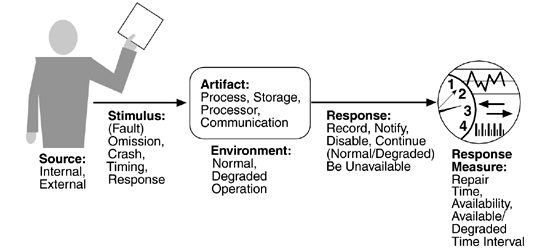 Source:
Internal,
External
Stimulus:
(Fault)
Omission,
Crash,
Timing,
Response
Artifact:
Process, Storage,
Processor,
Communication
Environment:
Normal,
Degraded
Operation
Response:
Record, Notify,
Disable, Continue
(Normal/Degraded)
Be Unavailable
1
2
3
4
Response
Measure:
Repair
Time,
Availability,
Available/
Degraded
Time Interval